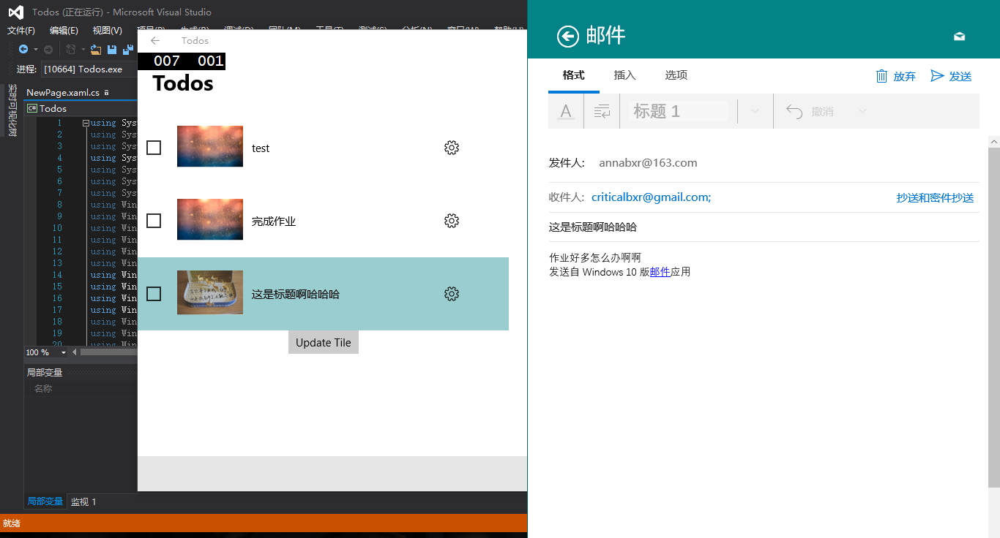 Todos (正在运行) - Microsoft Visual Studio
文件(F) 编辑(E) 视图(V)
进程: [10664] Todos.exe
NewPage.xaml.cs
C# Todos
实时可视化树
1 using Sys
2 using Sys
3 using Sys
4 using Sys
5 using Sys
6 using Sys
7 using Sys
8 using Win
9 using Win
10 using Win
11 using Win
12 using Win
13 using Win
14 using Win
15 using Win
16 using Win
17 using Win
18 using Win
19 using Win
20 using Win
100 %
局部变量
名称
局部变量 监视 1
就绪
Todos
007 001
Todos
test
完成作业
这是标题啊哈哈哈
Update Tile
邮件
格式 插入 选项 放弃 发送
A 标题 1 撤消
发件人: annabxr@163.com
收件人: criticalbxr@gmail.com; 抄送和密件抄送
这是标题啊哈哈哈
作业好多怎么办啊啊
发送自 Windows 10 版邮件应用